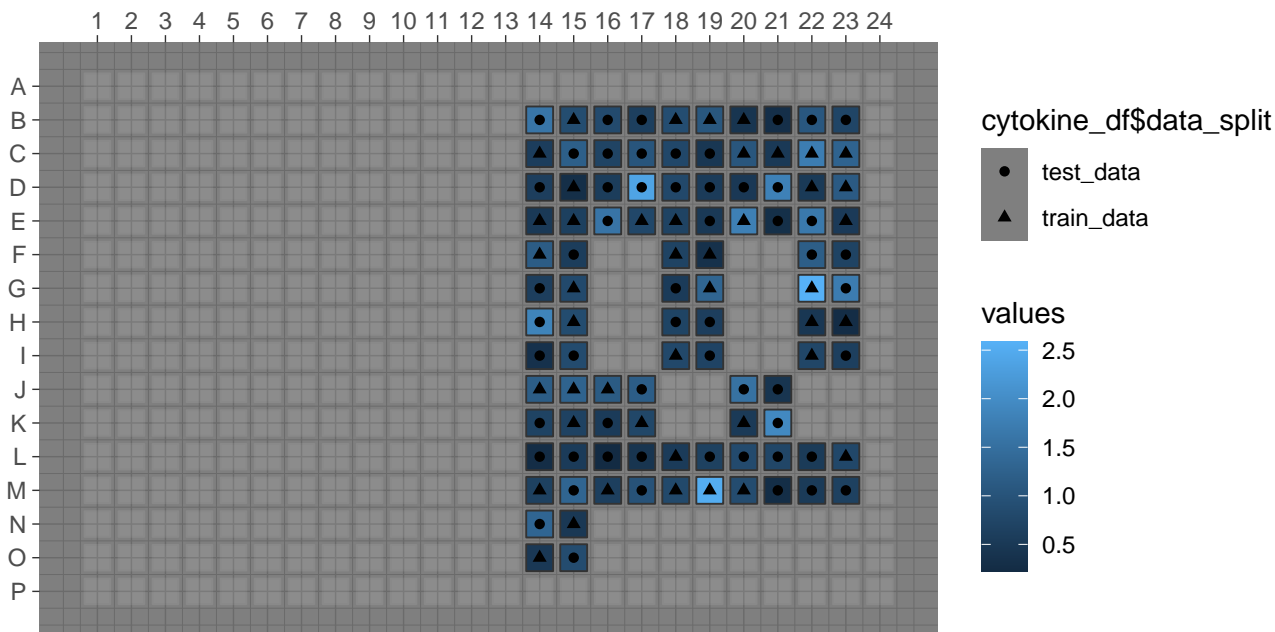 1 2 3 4 5 6 7 8 9 10 11 12 13 14 15 16 17 18 19 20 21 22 23 24
A
B
C
D
E
F
G
H
I
J
K
L
M
N
O
P
cytokine_df$data_split
test_data
train_data
values
2.5
2.0
1.5
1.0
0.5